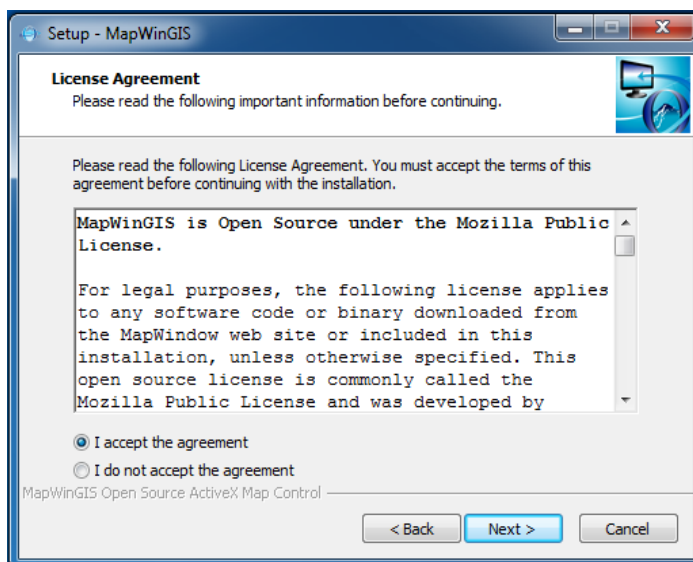 Setup - MapWinGIS
License Agreement
Please read the following important information before continuing.
Please read the following License Agreement. You must accept the terms of this
agreement before continuing with the installation.
MapWinGIS is Open Source under the Mozilla Public
License.
For legal purposes, the following license applies
to any software code or binary downloaded from
the MapWindow web site or included in this
installation, unless otherwise specified. This
open source license is commonly called the
Mozilla Public License and was developed by
I accept the agreement
I do not accept the agreement
MapWinGIS Open Source ActiveX Map Control
< Back
Next >
Cancel